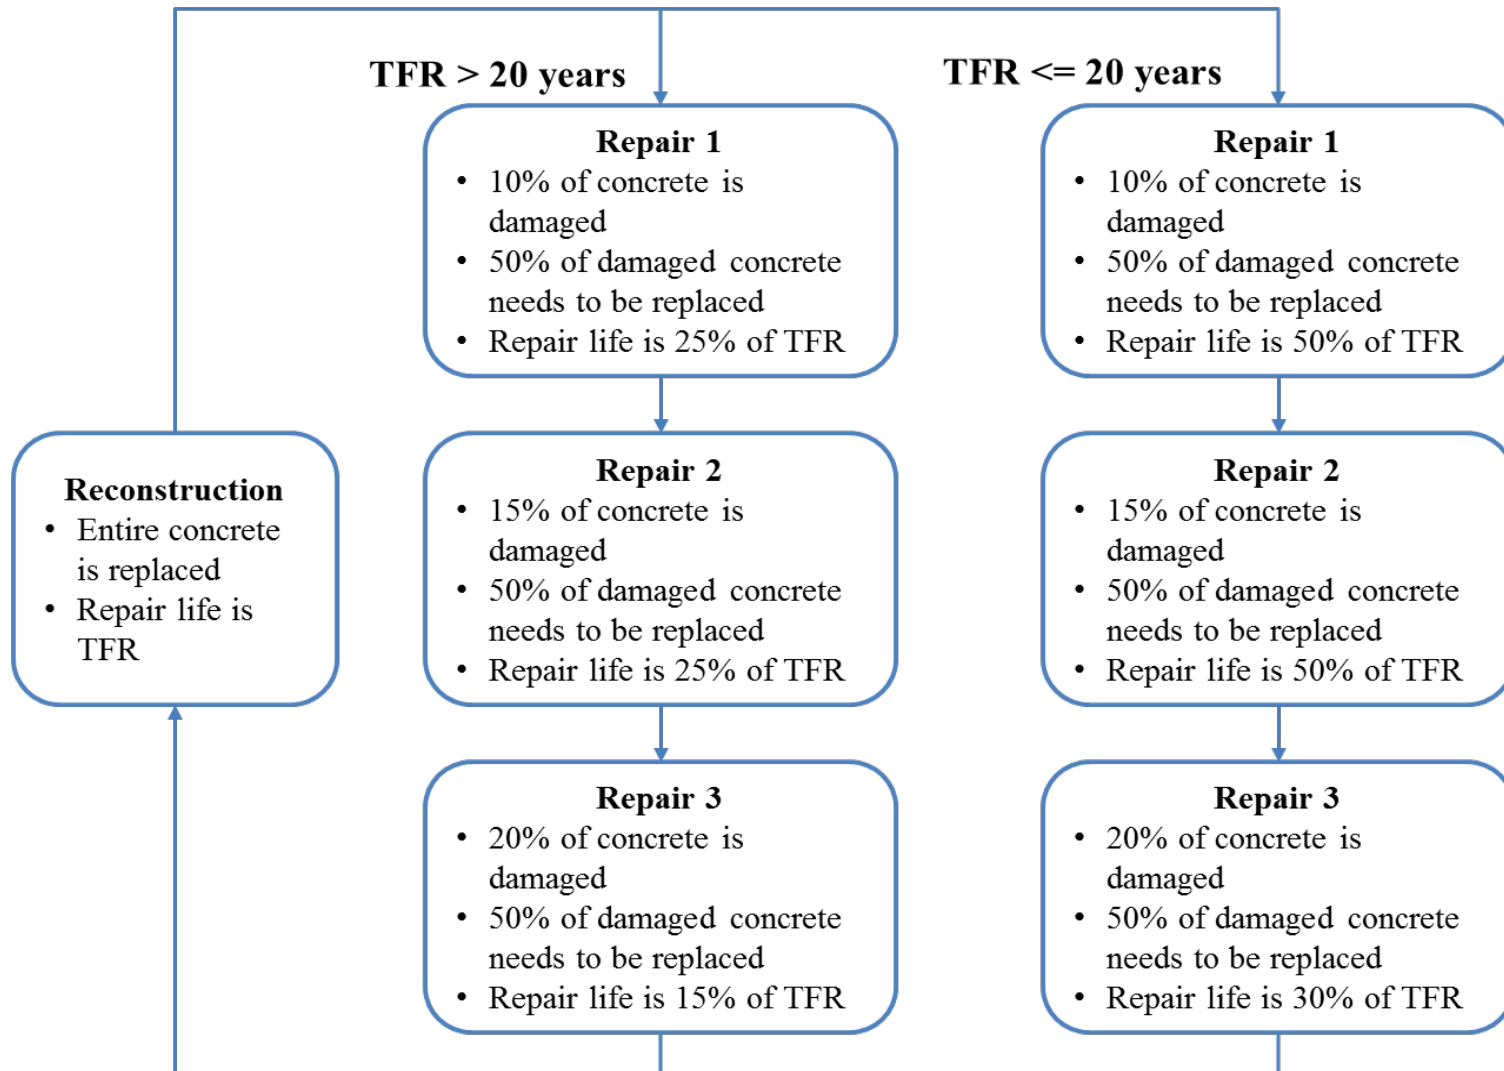 TFR > 20 years
TFR <= 20 years
Repair 1
• 10% of concrete is
damaged
• 50% of damaged concrete
needs to be replaced
• Repair life is 25% of TFR
Repair 1
• 10% of concrete is
damaged
• 50% of damaged concrete
needs to be replaced
• Repair life is 50% of TFR
Reconstruction
• Entire concrete
is replaced
• Repair life is
TFR
Repair 2
• 15% of concrete is
damaged
• 50% of damaged concrete
needs to be replaced
• Repair life is 25% of TFR
Repair 2
• 15% of concrete is
damaged
• 50% of damaged concrete
needs to be replaced
• Repair life is 50% of TFR
Repair 3
• 20% of concrete is
damaged
• 50% of damaged concrete
needs to be replaced
• Repair life is 15% of TFR
Repair 3
• 20% of concrete is
damaged
• 50% of damaged concrete
needs to be replaced
• Repair life is 30% of TFR